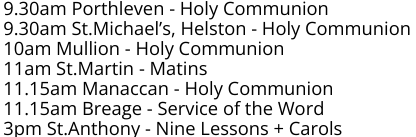 9.30am Porthleven - Holy Communion
9.30am St.Michael’s, Helston - Holy Communion
10am Mullion - Holy Communion
11am St.Martin - Matins
11.15am Manaccan - Holy Communion
11.15am Breage - Service of the Word
3pm St.Anthony - Nine Lessons + Carols